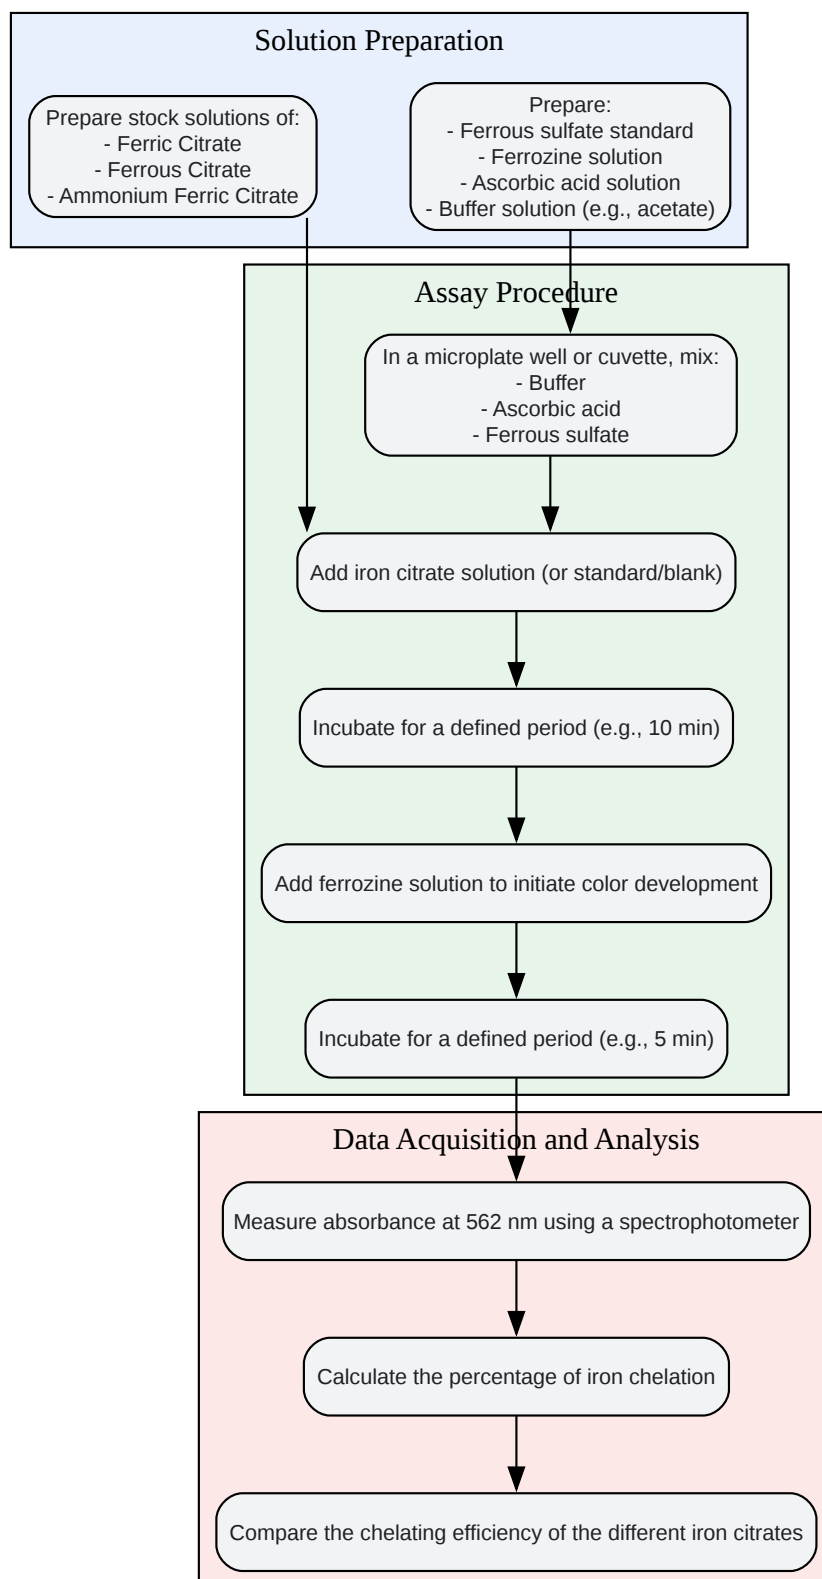 Solution Preparation
Prepare stock solutions of:
- Ferric Citrate
- Ferrous Citrate
- Ammonium Ferric Citrate
Prepare:
- Ferrous sulfate standard
- Ferrozine solution
- Ascorbic acid solution
- Buffer solution (e.g., acetate)
Assay Procedure
In a microplate well or cuvette, mix:
- Buffer
- Ascorbic acid
- Ferrous sulfate
Add iron citrate solution (or standard/blank)
Incubate for a defined period (e.g., 10 min)
Add ferrozine solution to initiate color development
Incubate for a defined period (e.g., 5 min)
Data Acquisition and Analysis
Measure absorbance at 562 nm using a spectrophotometer
Calculate the percentage of iron chelation
Compare the chelating efficiency of the different iron citrates